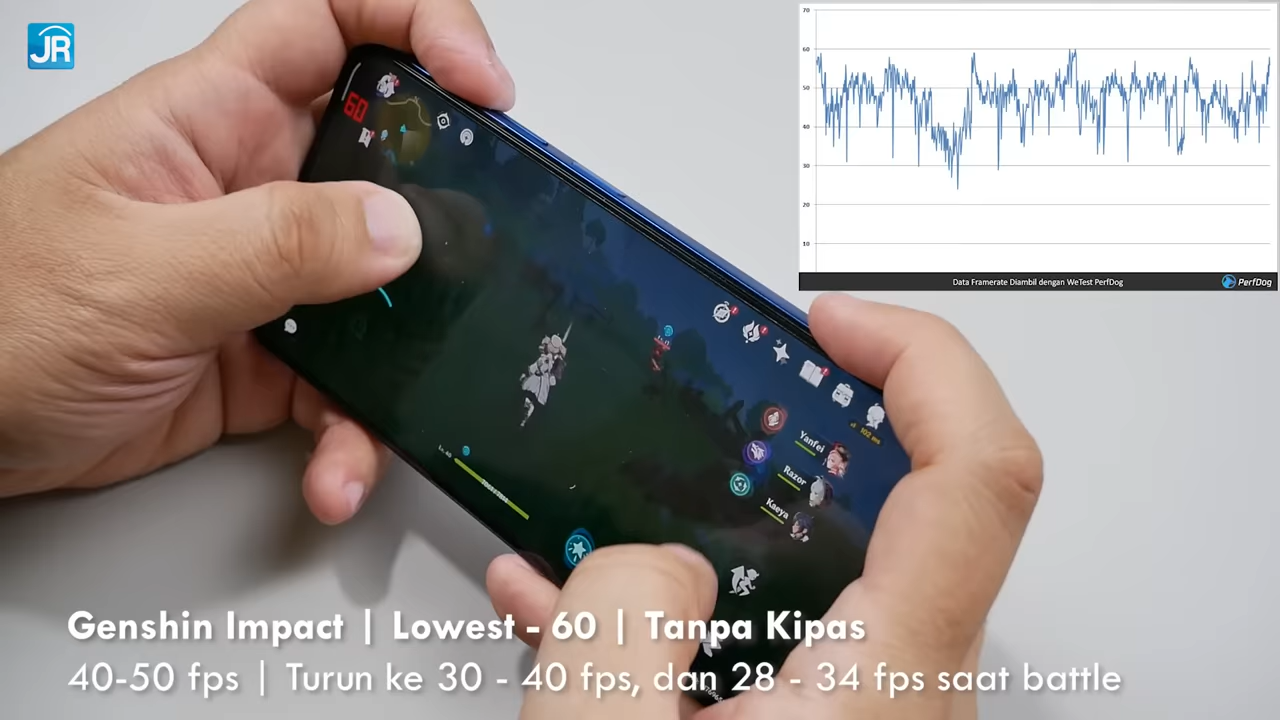 JR
70
60
50
40
30
20
10
Data Framerate Diambil dengan WeTest PerfDog
PerfDog
60
102 ms
Yanfei
Razor
Kaeya
Genshin Impact | Lowest - 60 | Tanpa Kipas
40-50 fps | Turun ke 30 - 40 fps, dan 28 - 34 fps saat battle